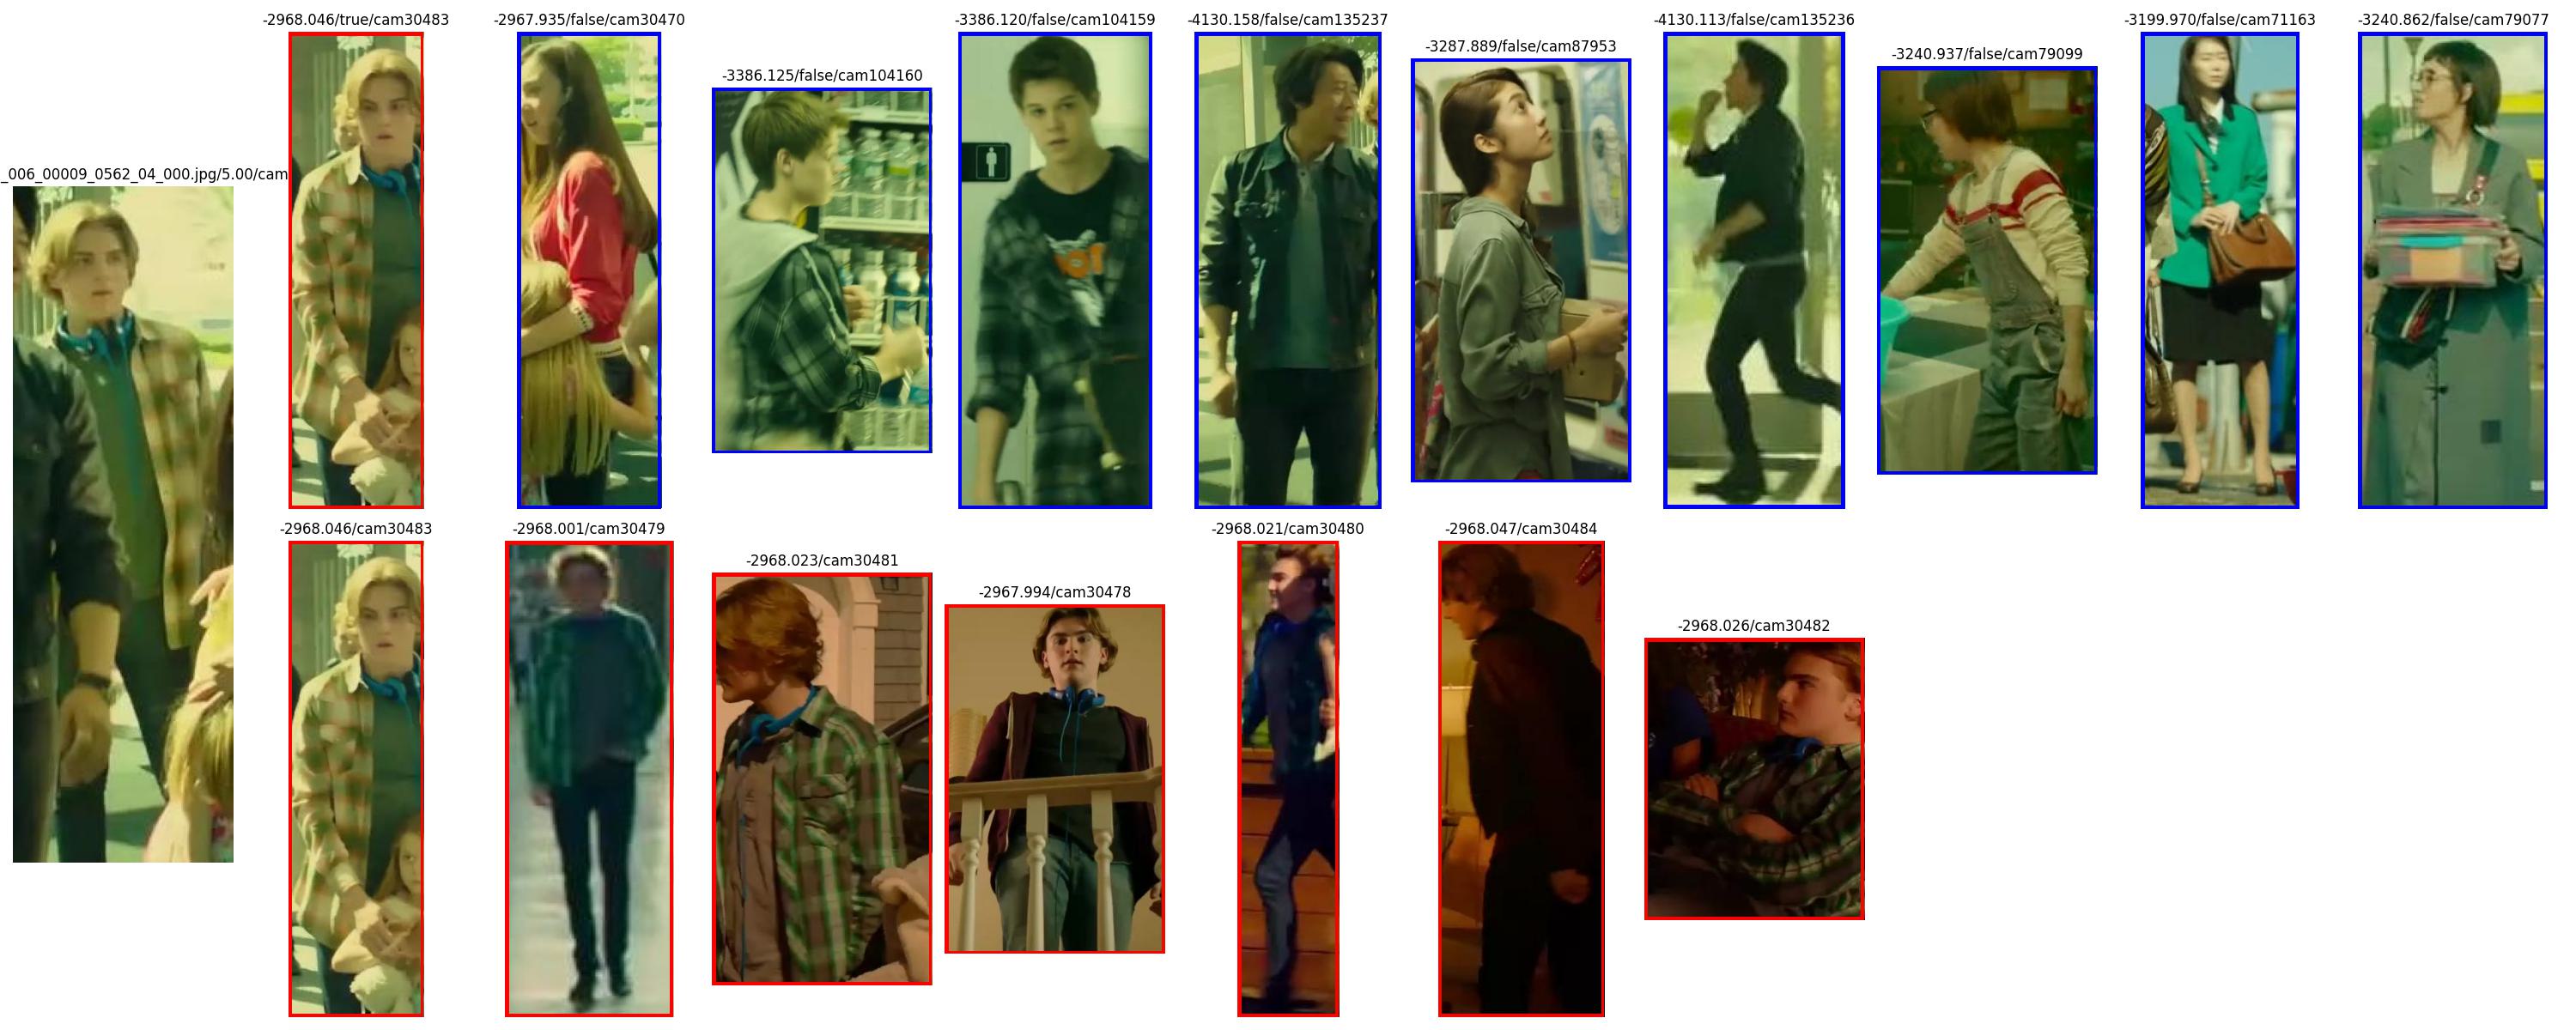 -2968.046/true/cam30483
-2967.935/false/cam30470
-3386.125/false/cam104160
-3386.120/false/cam104159
-4130.158/false/cam135237
-3287.889/false/cam87953
-4130.113/false/cam135236
-3240.937/false/cam79099
-3199.970/false/cam71163
-3240.862/false/cam79077
_006_00009_0562_04_000.jpg/5.00/cam
-2968.046/cam30483
-2968.001/cam30479
-2968.023/cam30481
-2967.994/cam30478
-2968.021/cam30480
-2968.047/cam30484
-2968.026/cam30482